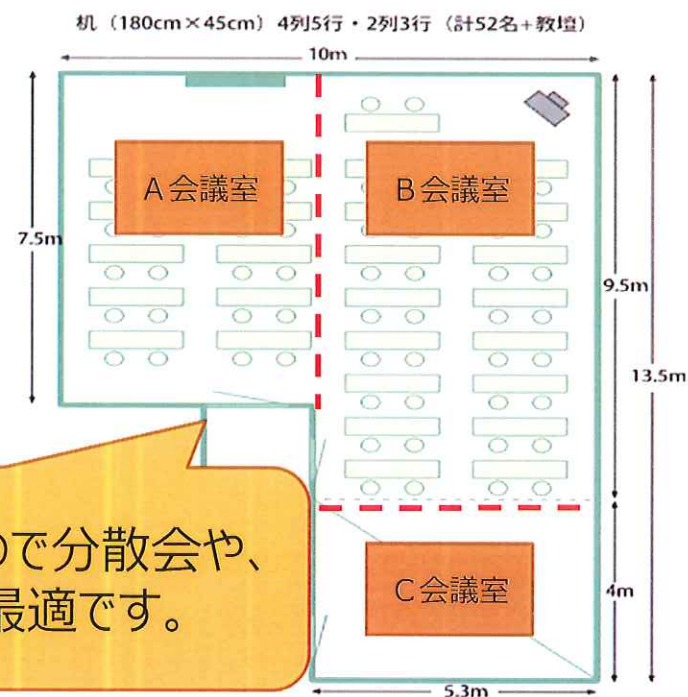 机（180cm×45cm）4列5行・2列3行（計52名+教壇）
10m
A会議室
B会議室
7.5m
9.5m
13.5m
ので分散会や、
最適です。
C会議室
4m
5.3m